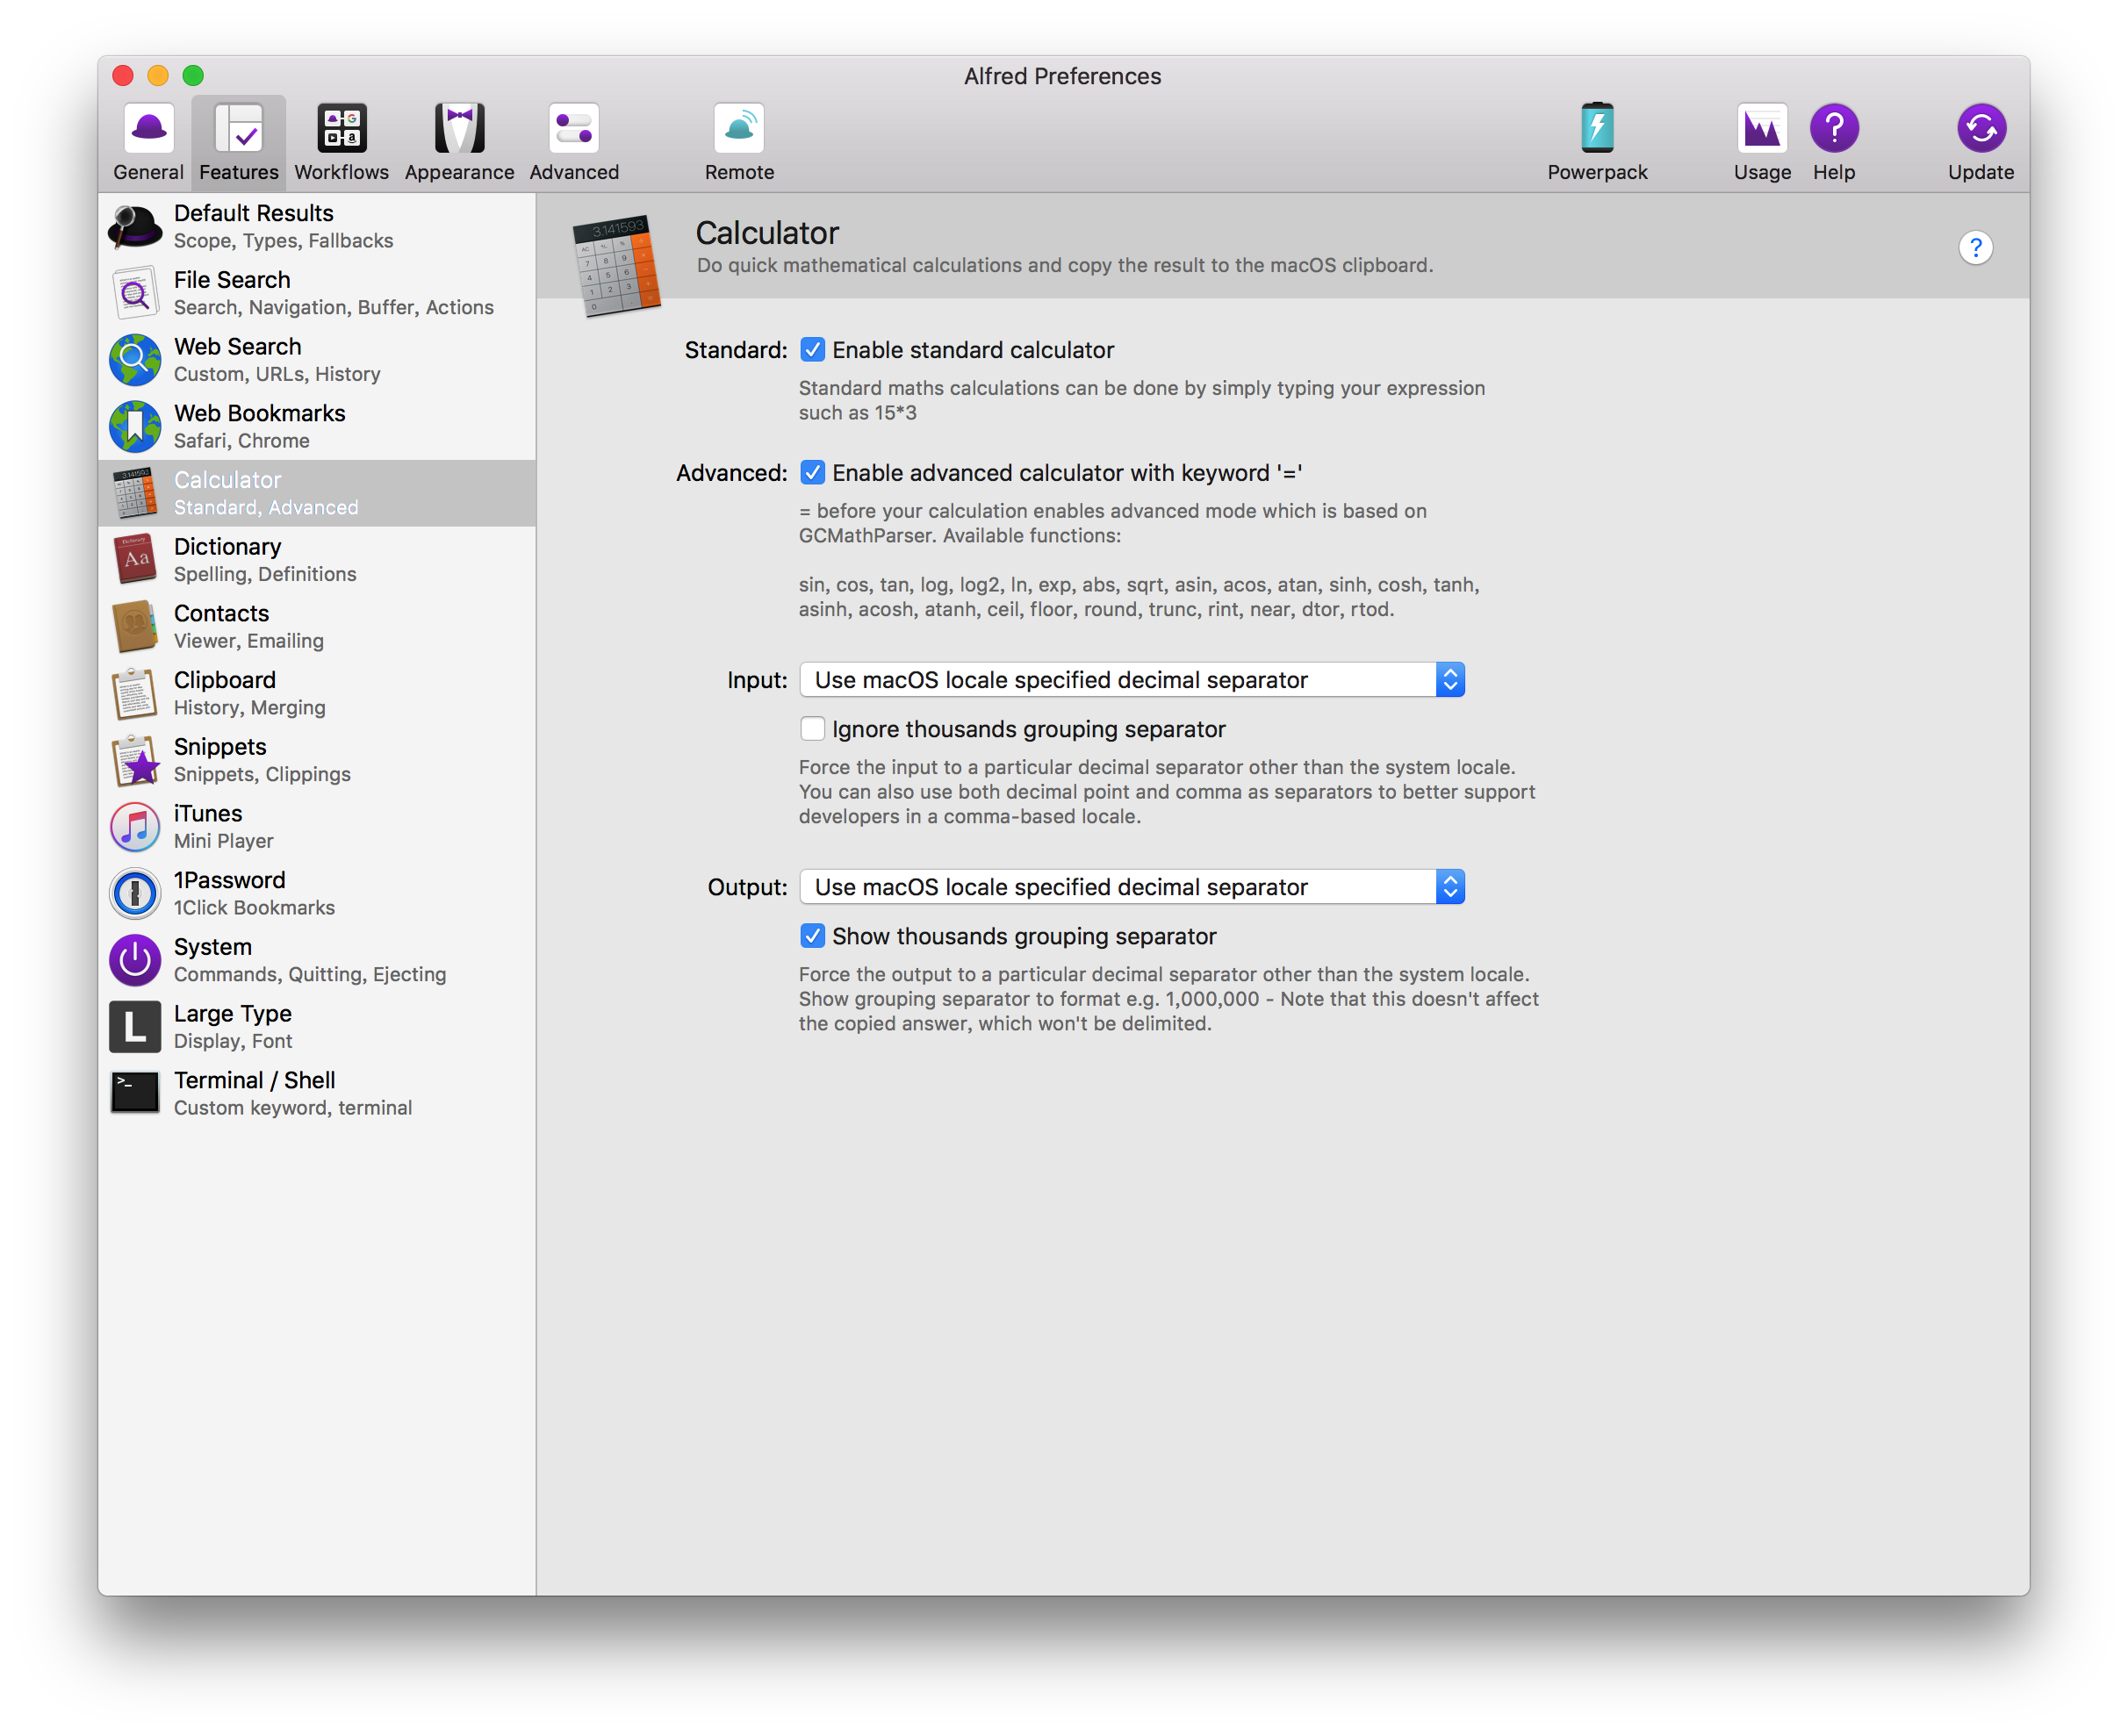 Alfred Preferences
General
Features
Workflows
Appearance
Advanced
Remote
Powerpack
Usage
Help
Update
Default Results
Scope, Types, Fallbacks
File Search
Search, Navigation, Buffer, Actions
Web Search
Custom, URLs, History
Web Bookmarks
Safari, Chrome
Calculator
Standard, Advanced
Dictionary
Spelling, Definitions
Contacts
Viewer, Emailing
Clipboard
History, Merging
Snippets
Snippets, Clippings
iTunes
Mini Player
1Password
1Click Bookmarks
System
Commands, Quitting, Ejecting
L
Large Type
Display, Font
>_
Terminal / Shell
Custom keyword, terminal
3.141593
Calculator
Do quick mathematical calculations and copy the result to the macOS clipboard.
?
Standard: Enable standard calculator
Standard maths calculations can be done by simply typing your expression
such as 15*3
Advanced: Enable advanced calculator with keyword '='
= before your calculation enables advanced mode which is based on
GCMathParser. Available functions:
sin, cos, tan, log, log2, ln, exp, abs, sqrt, asin, acos, atan, sinh, cosh, tanh,
asinh, acosh, atanh, ceil, floor, round, trunc, rint, near, dtor, rtod.
Input: Use macOS locale specified decimal separator
Ignore thousands grouping separator
Force the input to a particular decimal separator other than the system locale.
You can also use both decimal point and comma as separators to better support
developers in a comma-based locale.
Output: Use macOS locale specified decimal separator
Show thousands grouping separator
Force the output to a particular decimal separator other than the system locale.
Show grouping separator to format e.g. 1,000,000 - Note that this doesn't affect
the copied answer, which won't be delimited.